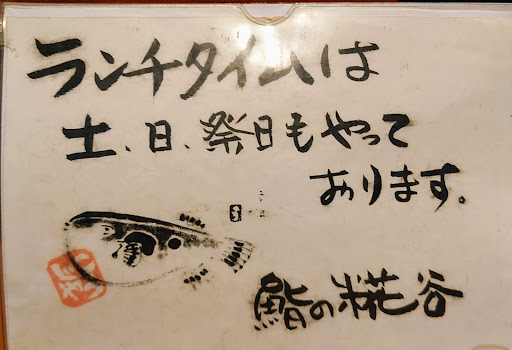 ランチタイムは
土、日、祭日もやって
あります。
鮨の糀谷